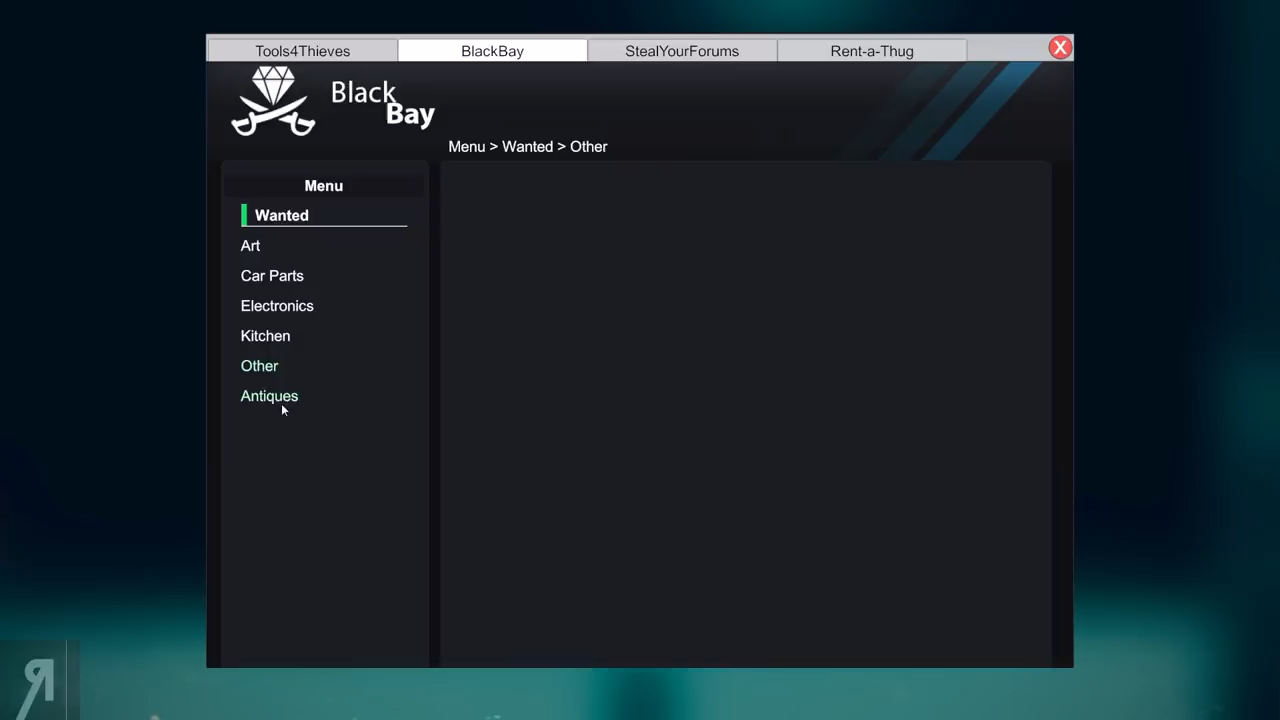 Tools4Thieves
BlackBay
StealYourForums
Rent-a-Thug
X
Black
Bay
Menu > Wanted > Other
Menu
Wanted
Art
Car Parts
Electronics
Kitchen
Other
Antiques